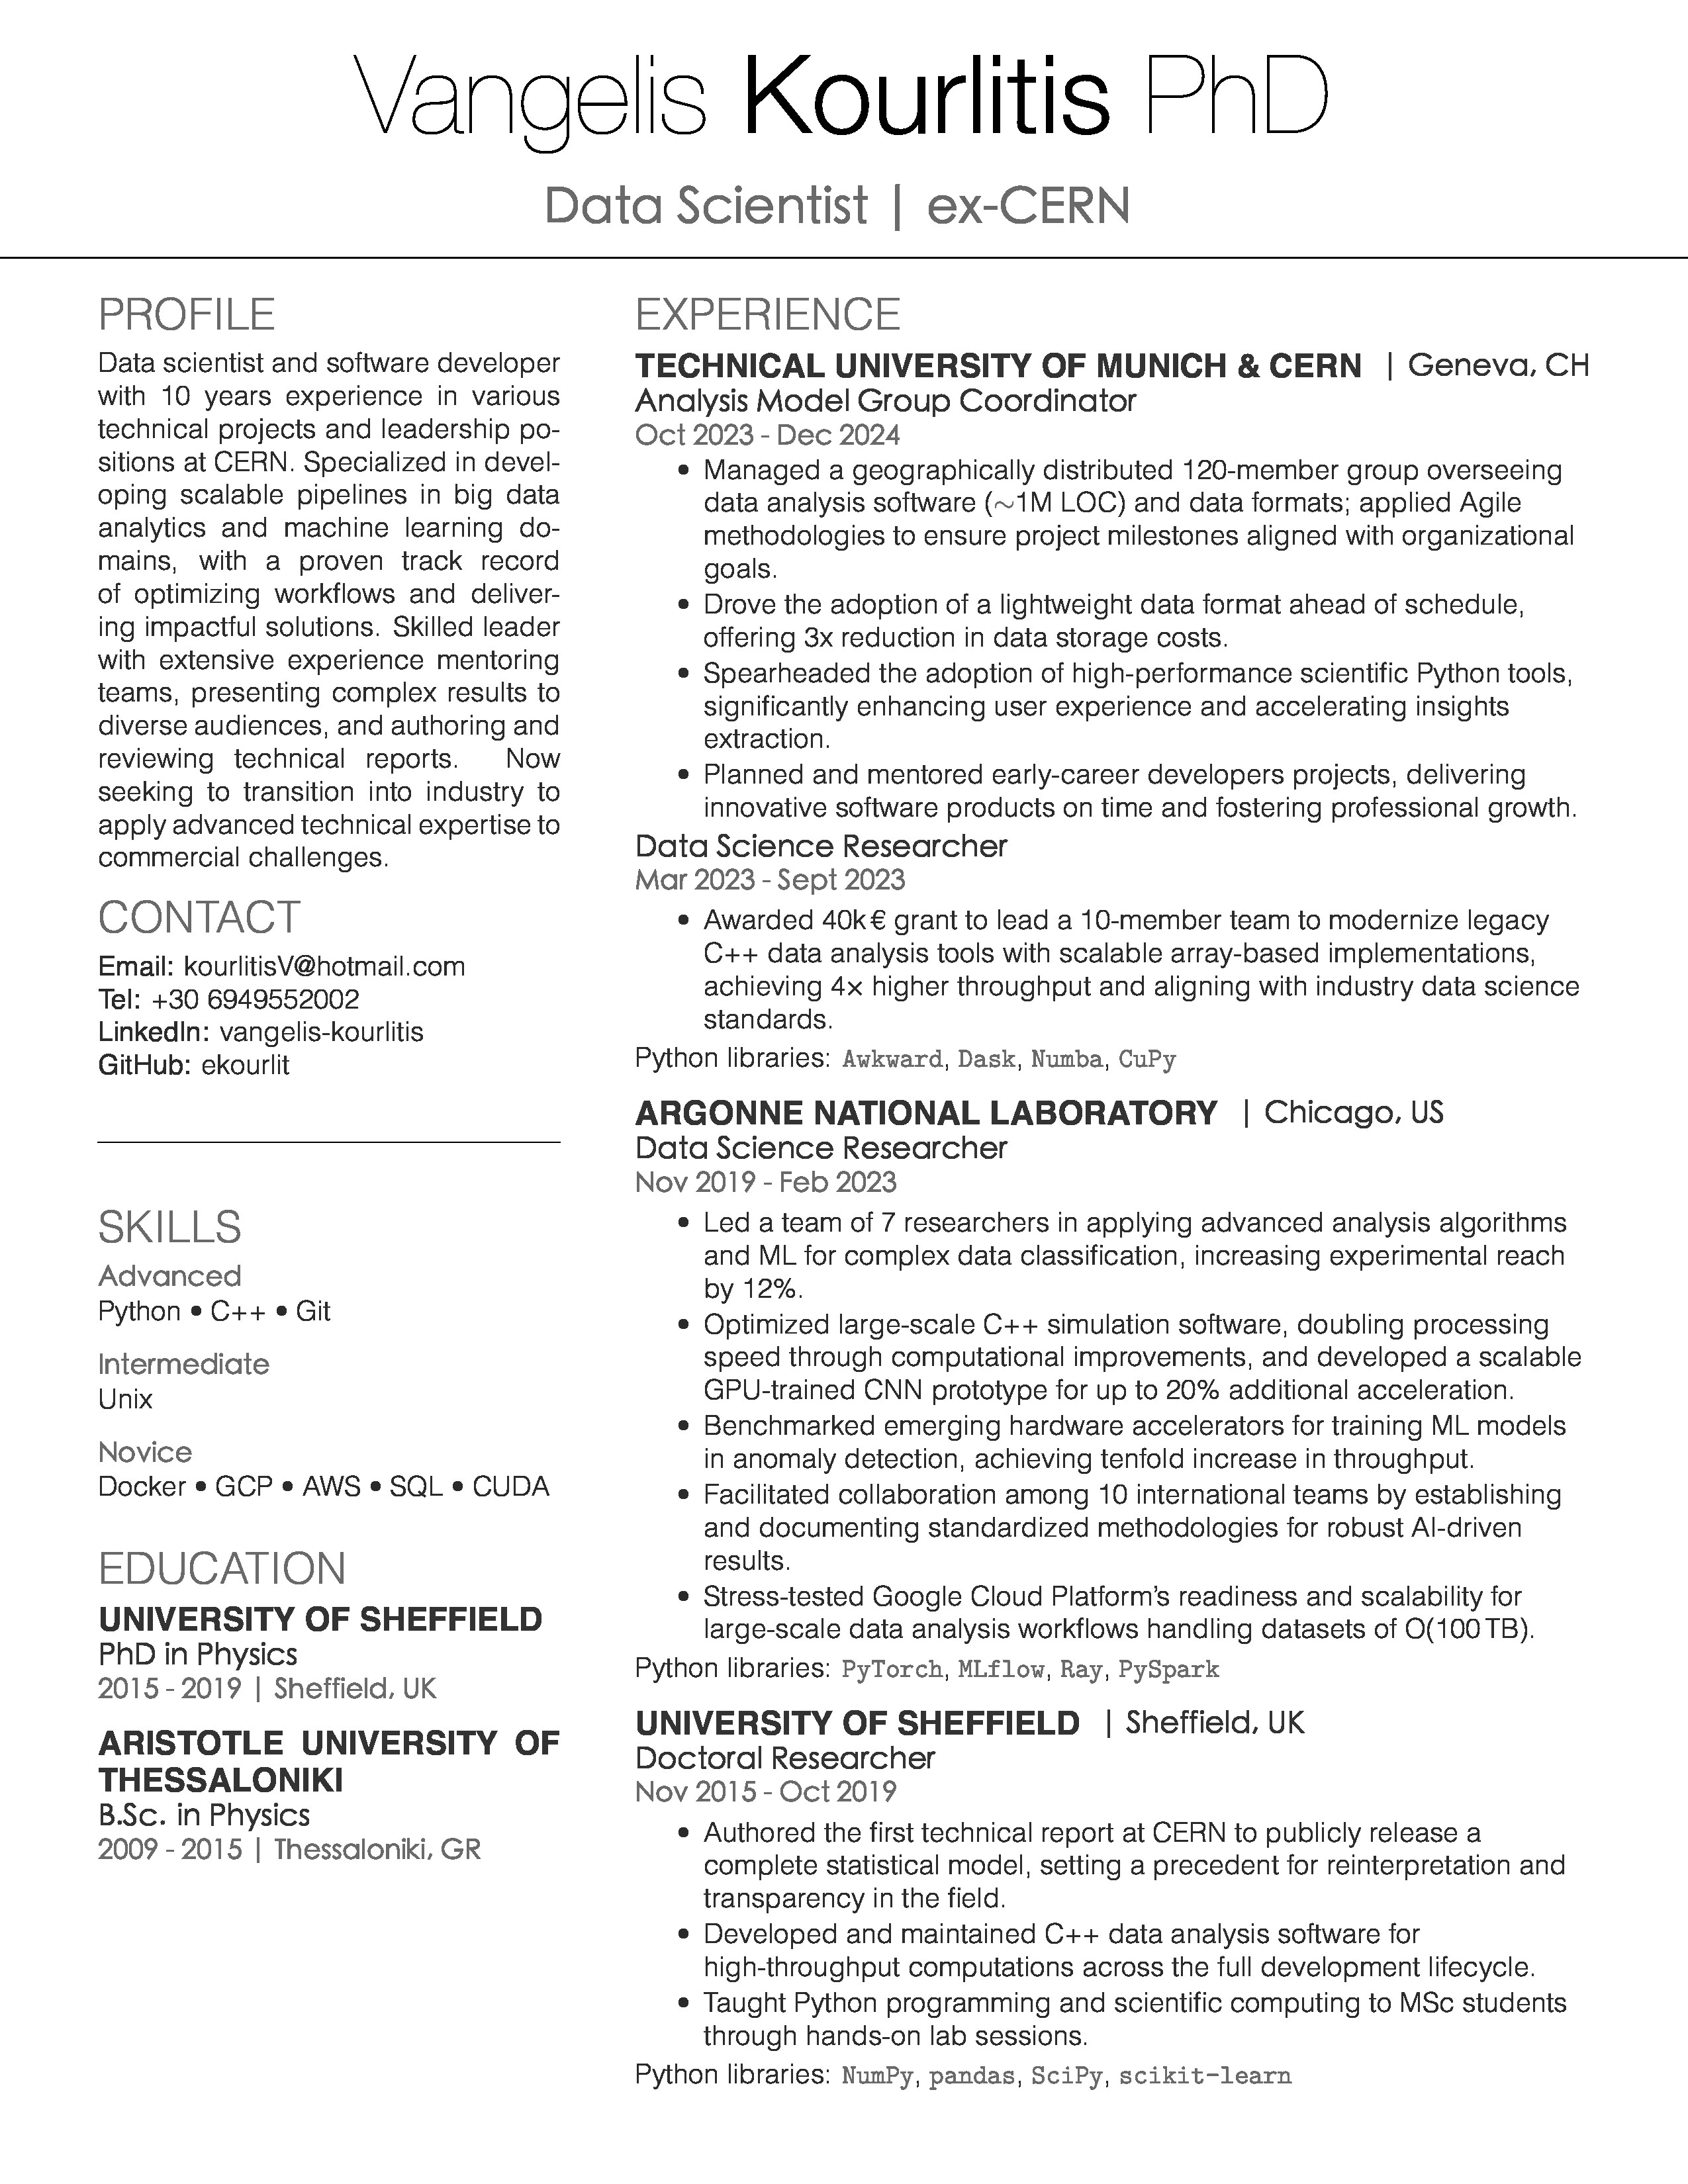 Vangelis Kourlitis PhD
Data Scientist | ex-CERN
PROFILE
Data scientist and software developer
with 10 years experience in various
technical projects and leadership po-
sitions at CERN. Specialized in devel-
oping scalable pipelines in big data
analytics and machine learning do-
mains, with a proven track record
of optimizing workflows and deliver-
ing impactful solutions. Skilled leader
with extensive experience mentoring
teams, presenting complex results to
diverse audiences, and authoring and
reviewing technical reports. Now
seeking to transition into industry to
apply advanced technical expertise to
commercial challenges.
CONTACT
Email: kourlitisV@hotmail.com
Tel: +30 6949552002
LinkedIn: vangelis-kourlitis
GitHub: ekourlit
SKILLS
Advanced
Python • C++ • Git
Intermediate
Unix
Novice
Docker • GCP • AWS • SQL • CUDA
EDUCATION
UNIVERSITY OF SHEFFIELD
PhD in Physics
2015 - 2019 | Sheffield, UK
ARISTOTLE UNIVERSITY OF
THESSALONIKI
B.Sc. in Physics
2009 - 2015 | Thessaloniki, GR
EXPERIENCE
TECHNICAL UNIVERSITY OF MUNICH & CERN | Geneva, CH
Analysis Model Group Coordinator
Oct 2023 - Dec 2024
• Managed a geographically distributed 120-member group overseeing
data analysis software (~1M LOC) and data formats; applied Agile
methodologies to ensure project milestones aligned with organizational
goals.
• Drove the adoption of a lightweight data format ahead of schedule,
offering 3x reduction in data storage costs.
• Spearheaded the adoption of high-performance scientific Python tools,
significantly enhancing user experience and accelerating insights
extraction.
• Planned and mentored early-career developers projects, delivering
innovative software products on time and fostering professional growth.
Data Science Researcher
Mar 2023 - Sept 2023
• Awarded 40k€ grant to lead a 10-member team to modernize legacy
C++ data analysis tools with scalable array-based implementations,
achieving 4× higher throughput and aligning with industry data science
standards.
Python libraries: Awkward, Dask, Numba, CuPy
ARGONNE NATIONAL LABORATORY | Chicago, US
Data Science Researcher
Nov 2019 - Feb 2023
• Led a team of 7 researchers in applying advanced analysis algorithms
and ML for complex data classification, increasing experimental reach
by 12%.
• Optimized large-scale C++ simulation software, doubling processing
speed through computational improvements, and developed a scalable
GPU-trained CNN prototype for up to 20% additional acceleration.
• Benchmarked emerging hardware accelerators for training ML models
in anomaly detection, achieving tenfold increase in throughput.
• Facilitated collaboration among 10 international teams by establishing
and documenting standardized methodologies for robust AI-driven
results.
• Stress-tested Google Cloud Platform's readiness and scalability for
large-scale data analysis workflows handling datasets of O(100 TB).
Python libraries: PyTorch, MLflow, Ray, PySpark
UNIVERSITY OF SHEFFIELD | Sheffield, UK
Doctoral Researcher
Nov 2015 - Oct 2019
• Authored the first technical report at CERN to publicly release a
complete statistical model, setting a precedent for reinterpretation and
transparency in the field.
• Developed and maintained C++ data analysis software for
high-throughput computations across the full development lifecycle.
• Taught Python programming and scientific computing to MSc students
through hands-on lab sessions.
Python libraries: NumPy, pandas, SciPy, scikit-learn